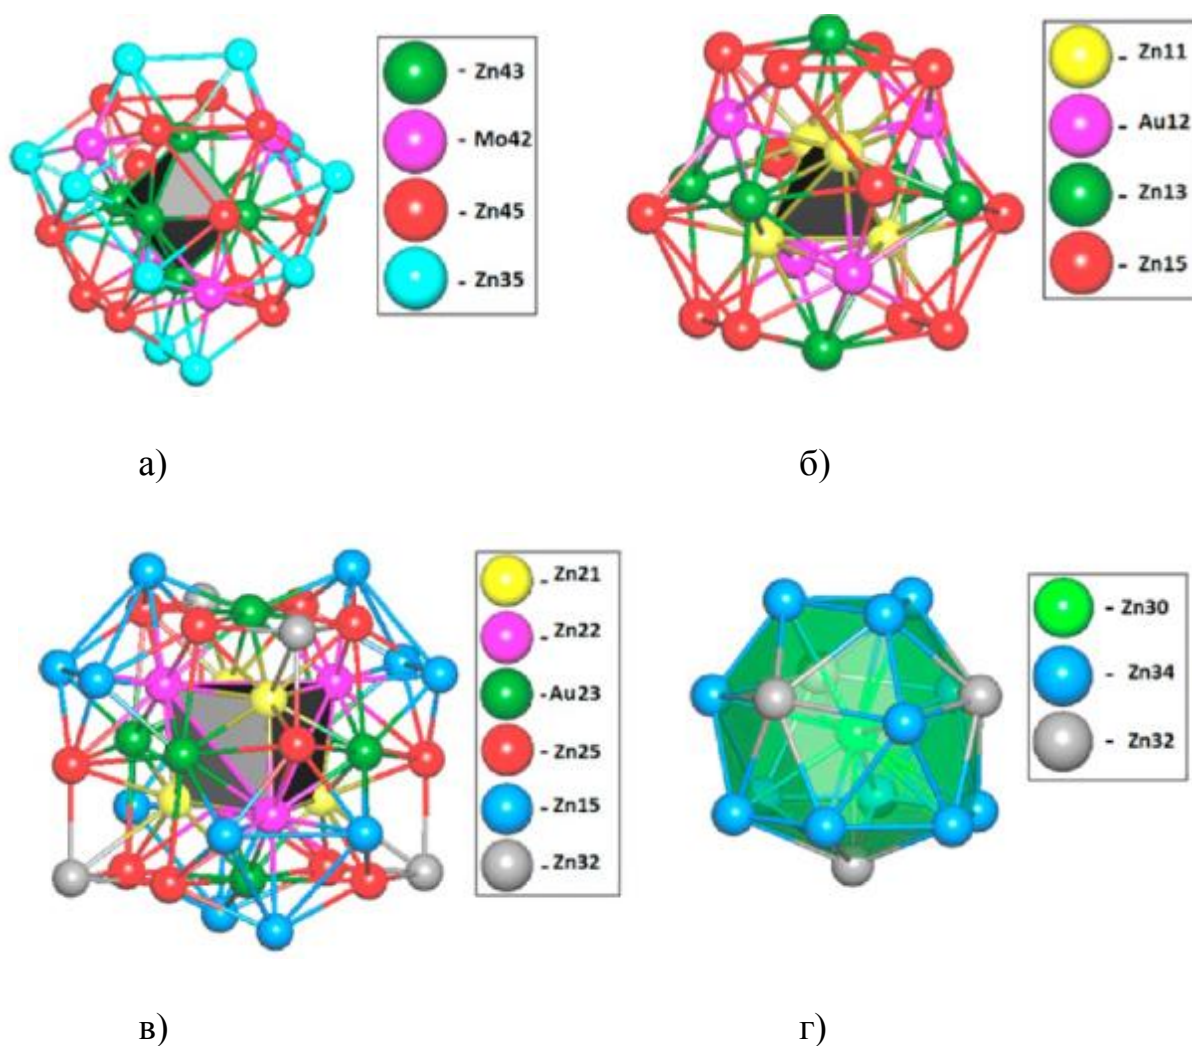 - Zn43
- Mo42
- Zn45
- Zn35
- Zn11
- Au12
- Zn13
- Zn15
а)
б)
- Zn21
- Zn22
- Au23
- Zn25
- Zn15
- Zn32
- Zn30
- Zn34
- Zn32
в)
г)